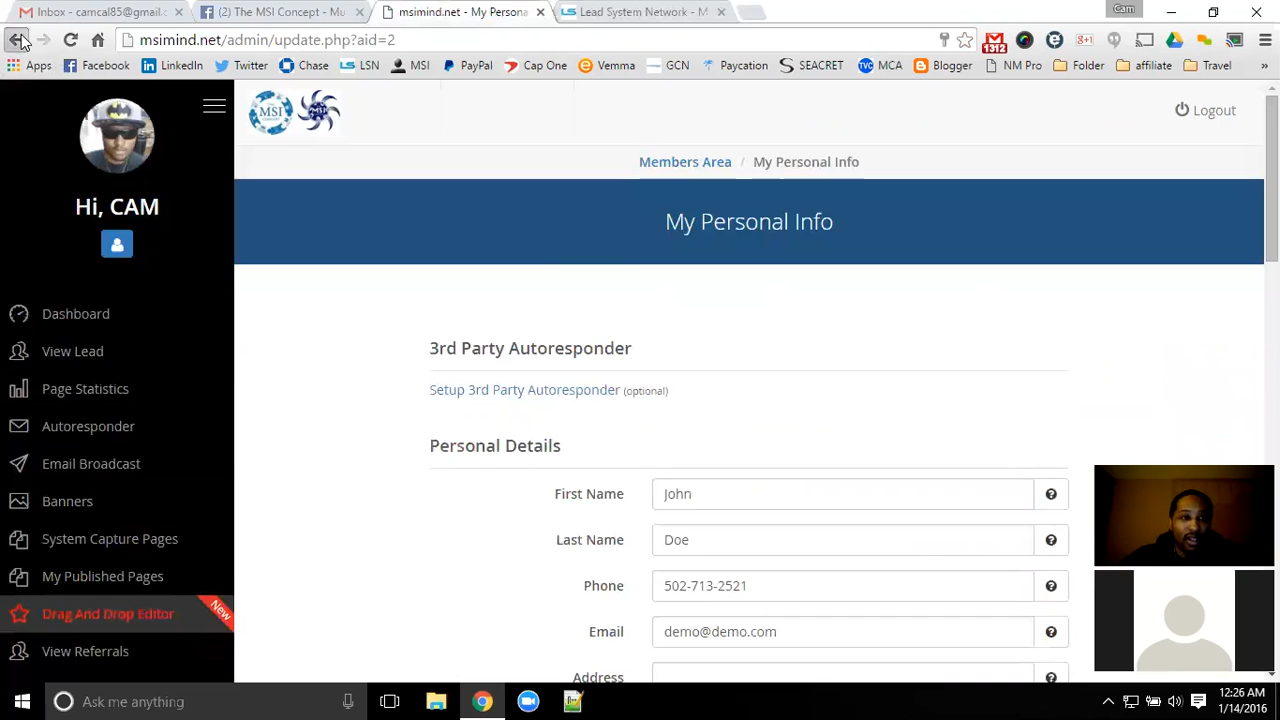 Inbox - camcal85@gmail.c
(2) The MSI Concept - Mu
msimind.net - My Persona
Lead System Network - M
Cam
msimind.net/admin/update.php?aid=2
1312
g+1
Apps
Facebook
LinkedIn
Twitter
Chase
LSN
MSI
PayPal
Cap One
Vemma
GCN
Paycation
SEACRET
MCA
Blogger
NM Pro
Folder
affiliate
Travel
»
MSI
Logout
Members Area / My Personal Info
Hi, CAM
My Personal Info
Dashboard
View Lead
Page Statistics
Autoresponder
Email Broadcast
Banners
System Capture Pages
My Published Pages
Drag And Drop Editor
New
View Referrals
3rd Party Autoresponder
Setup 3rd Party Autoresponder (optional)
Personal Details
First Name John
Last Name Doe
Phone 502-713-2521
Email demo@demo.com
Address
Ask me anything
12:26 AM
1/14/2016